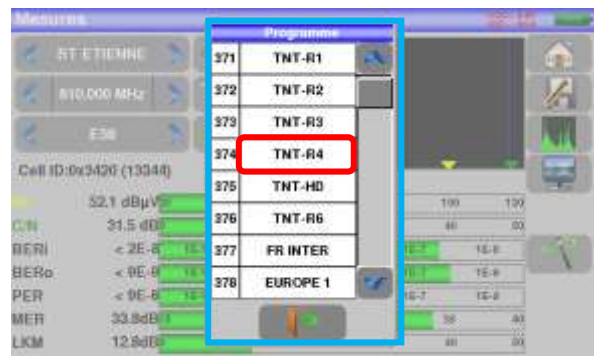 Mesures
ST ETIENNE
610.000 MHz
E38
Cell ID:0x3420 (13344)
52.1 dBµV
C/N 31.5 dB
BERi < 2E-8
BERo < 9E-9
PER < 9E-8
MER 33.8dB
LKM 12.8dB
Programme
371 TNT-R1
372 TNT-R2
373 TNT-R3
374 TNT-R4
375 TNT-HD
376 TNT-R6
377 FR INTER
378 EUROPE 1